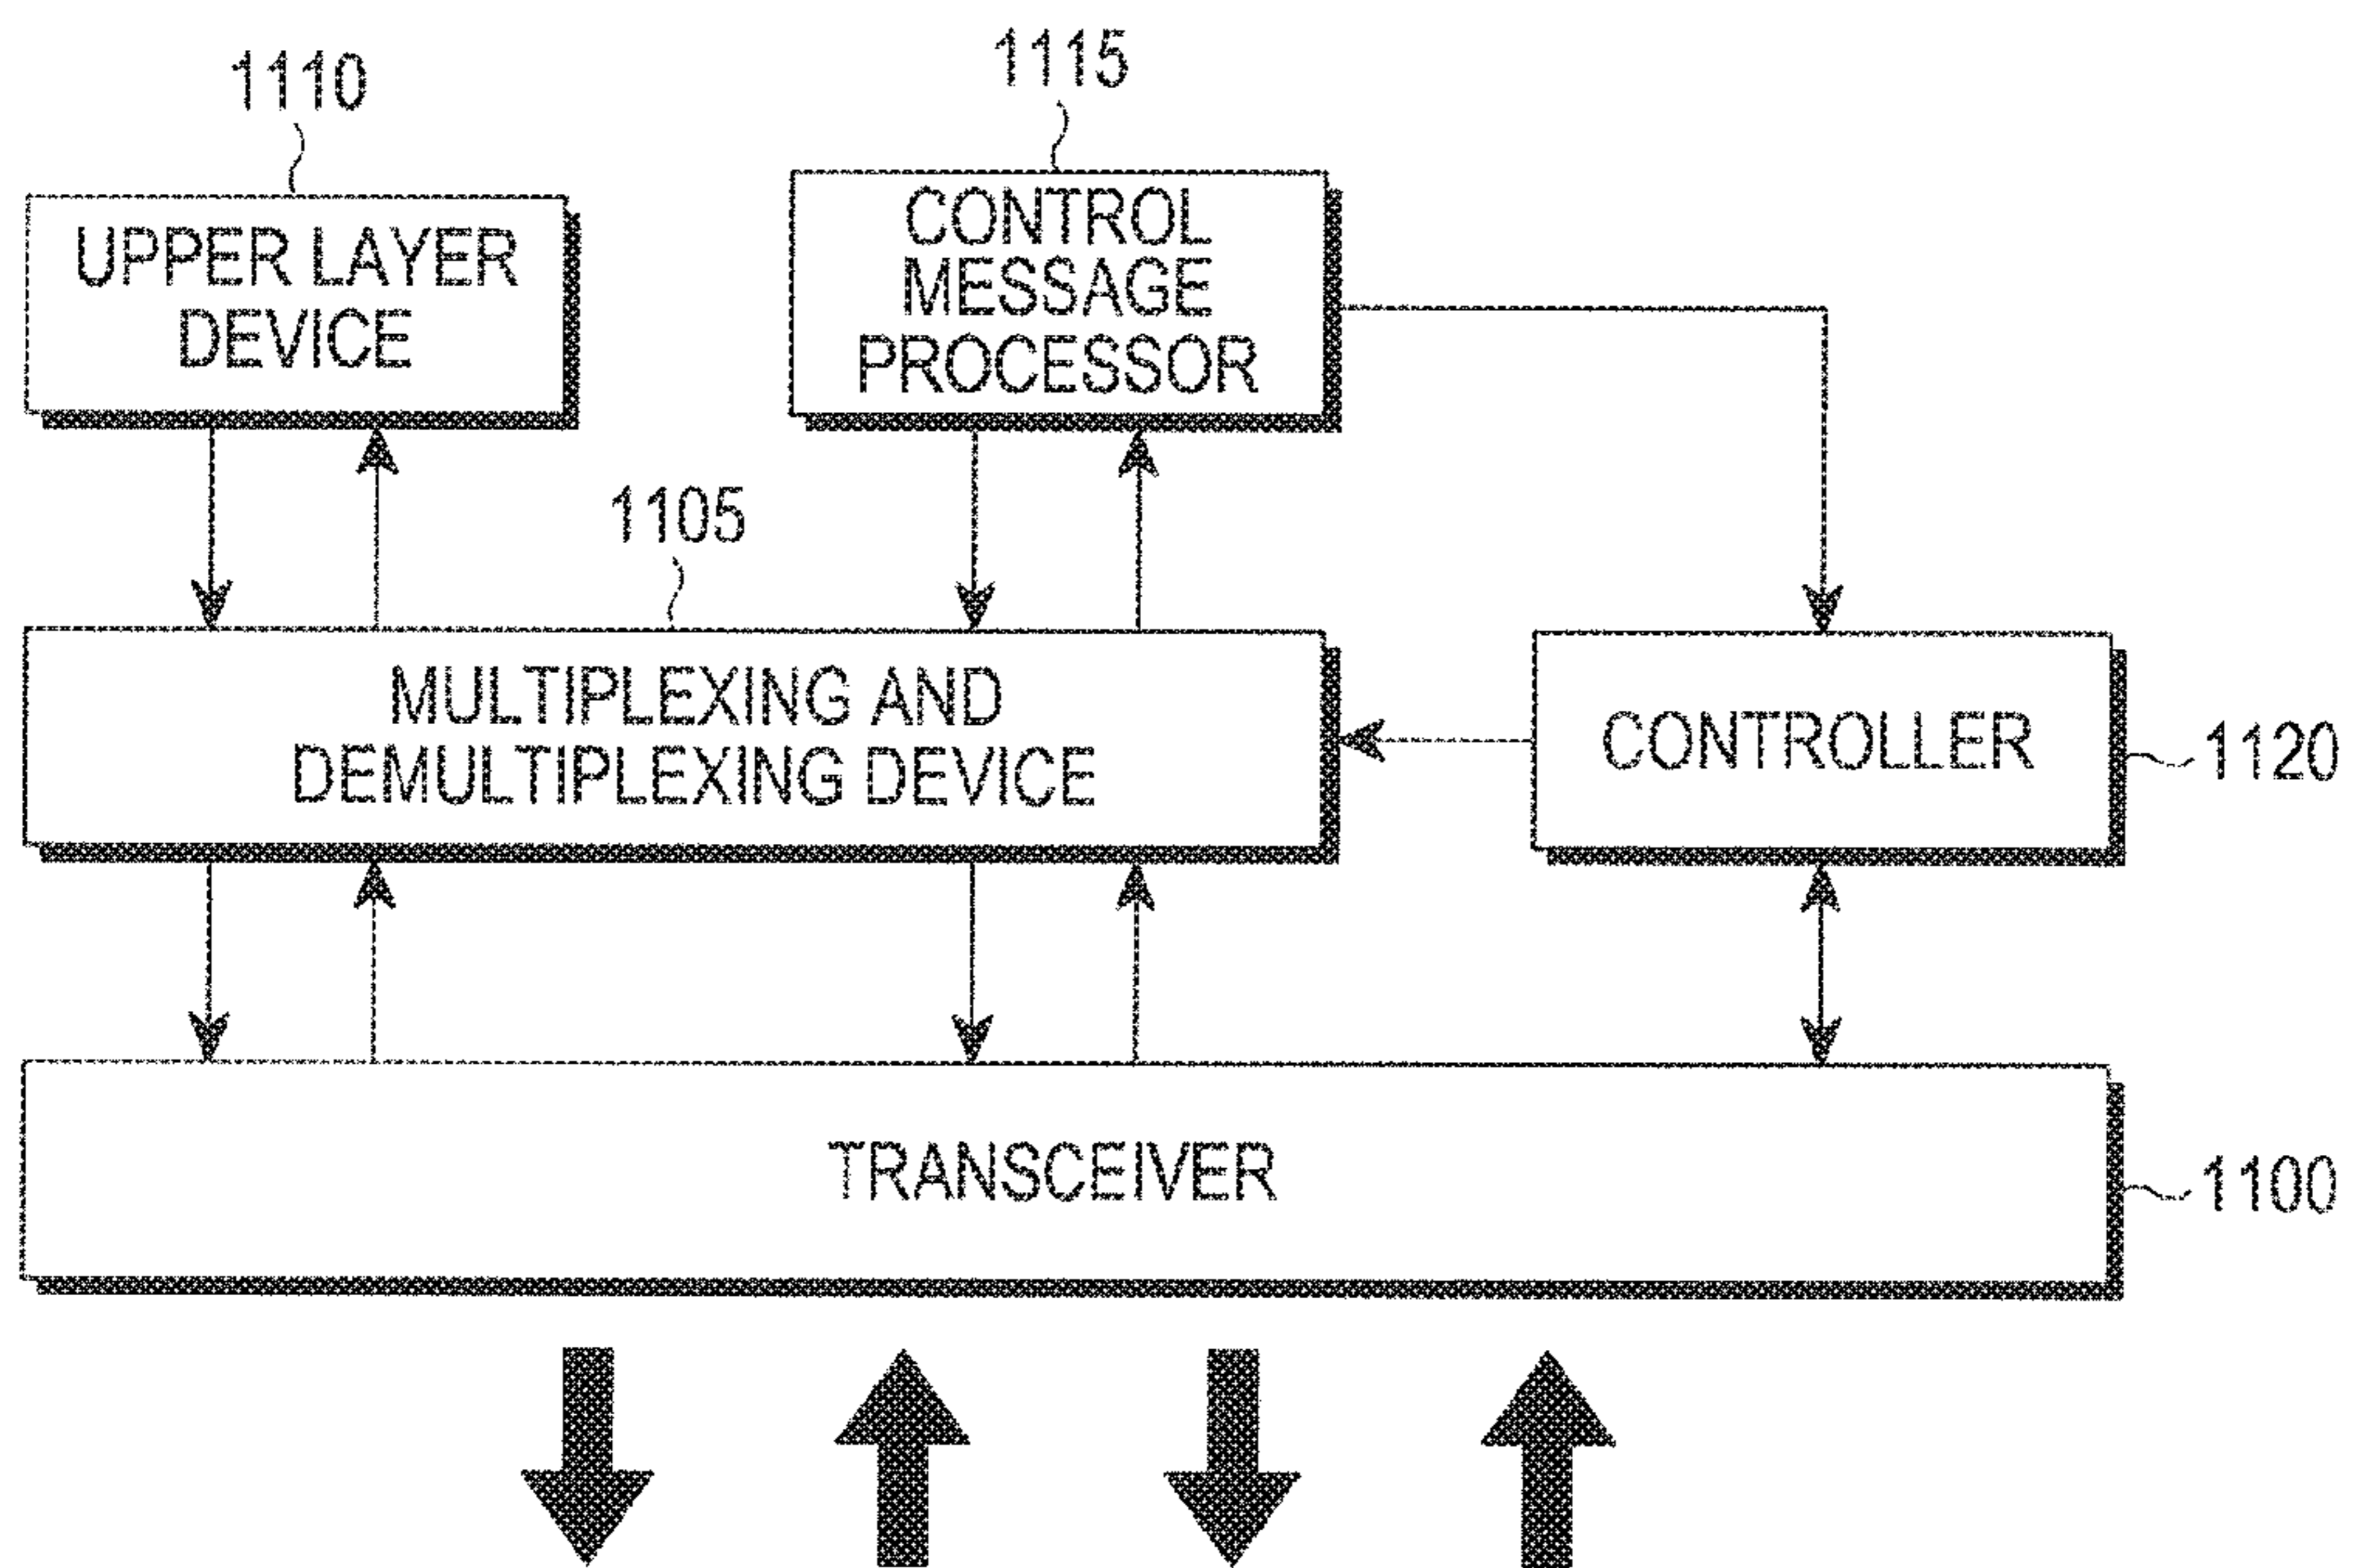 1110
1115
UPPER LAYER
DEVICE
CONTROL
MESSAGE
PROCESSOR
1105
MULTIPLEXING AND
DEMULTIPLEXING DEVICE
CONTROLLER
1120
TRANSCEIVER
1100